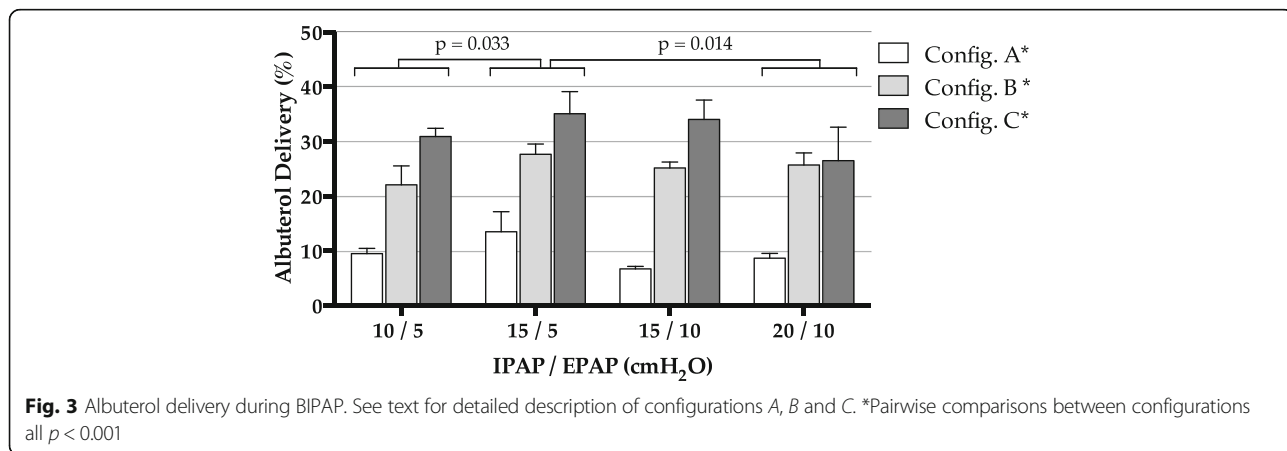 50
40
30
20
10
0
Albuterol Delivery (%)
p = 0.033
p = 0.014
Config. A*
Config. B *
Config. C*
10 / 5
15 / 5
15 / 10
20 / 10
IPAP / EPAP (cmH₂O)
Fig. 3 Albuterol delivery during BIPAP. See text for detailed description of configurations A, B and C. *Pairwise comparisons between configurations
all p < 0.001